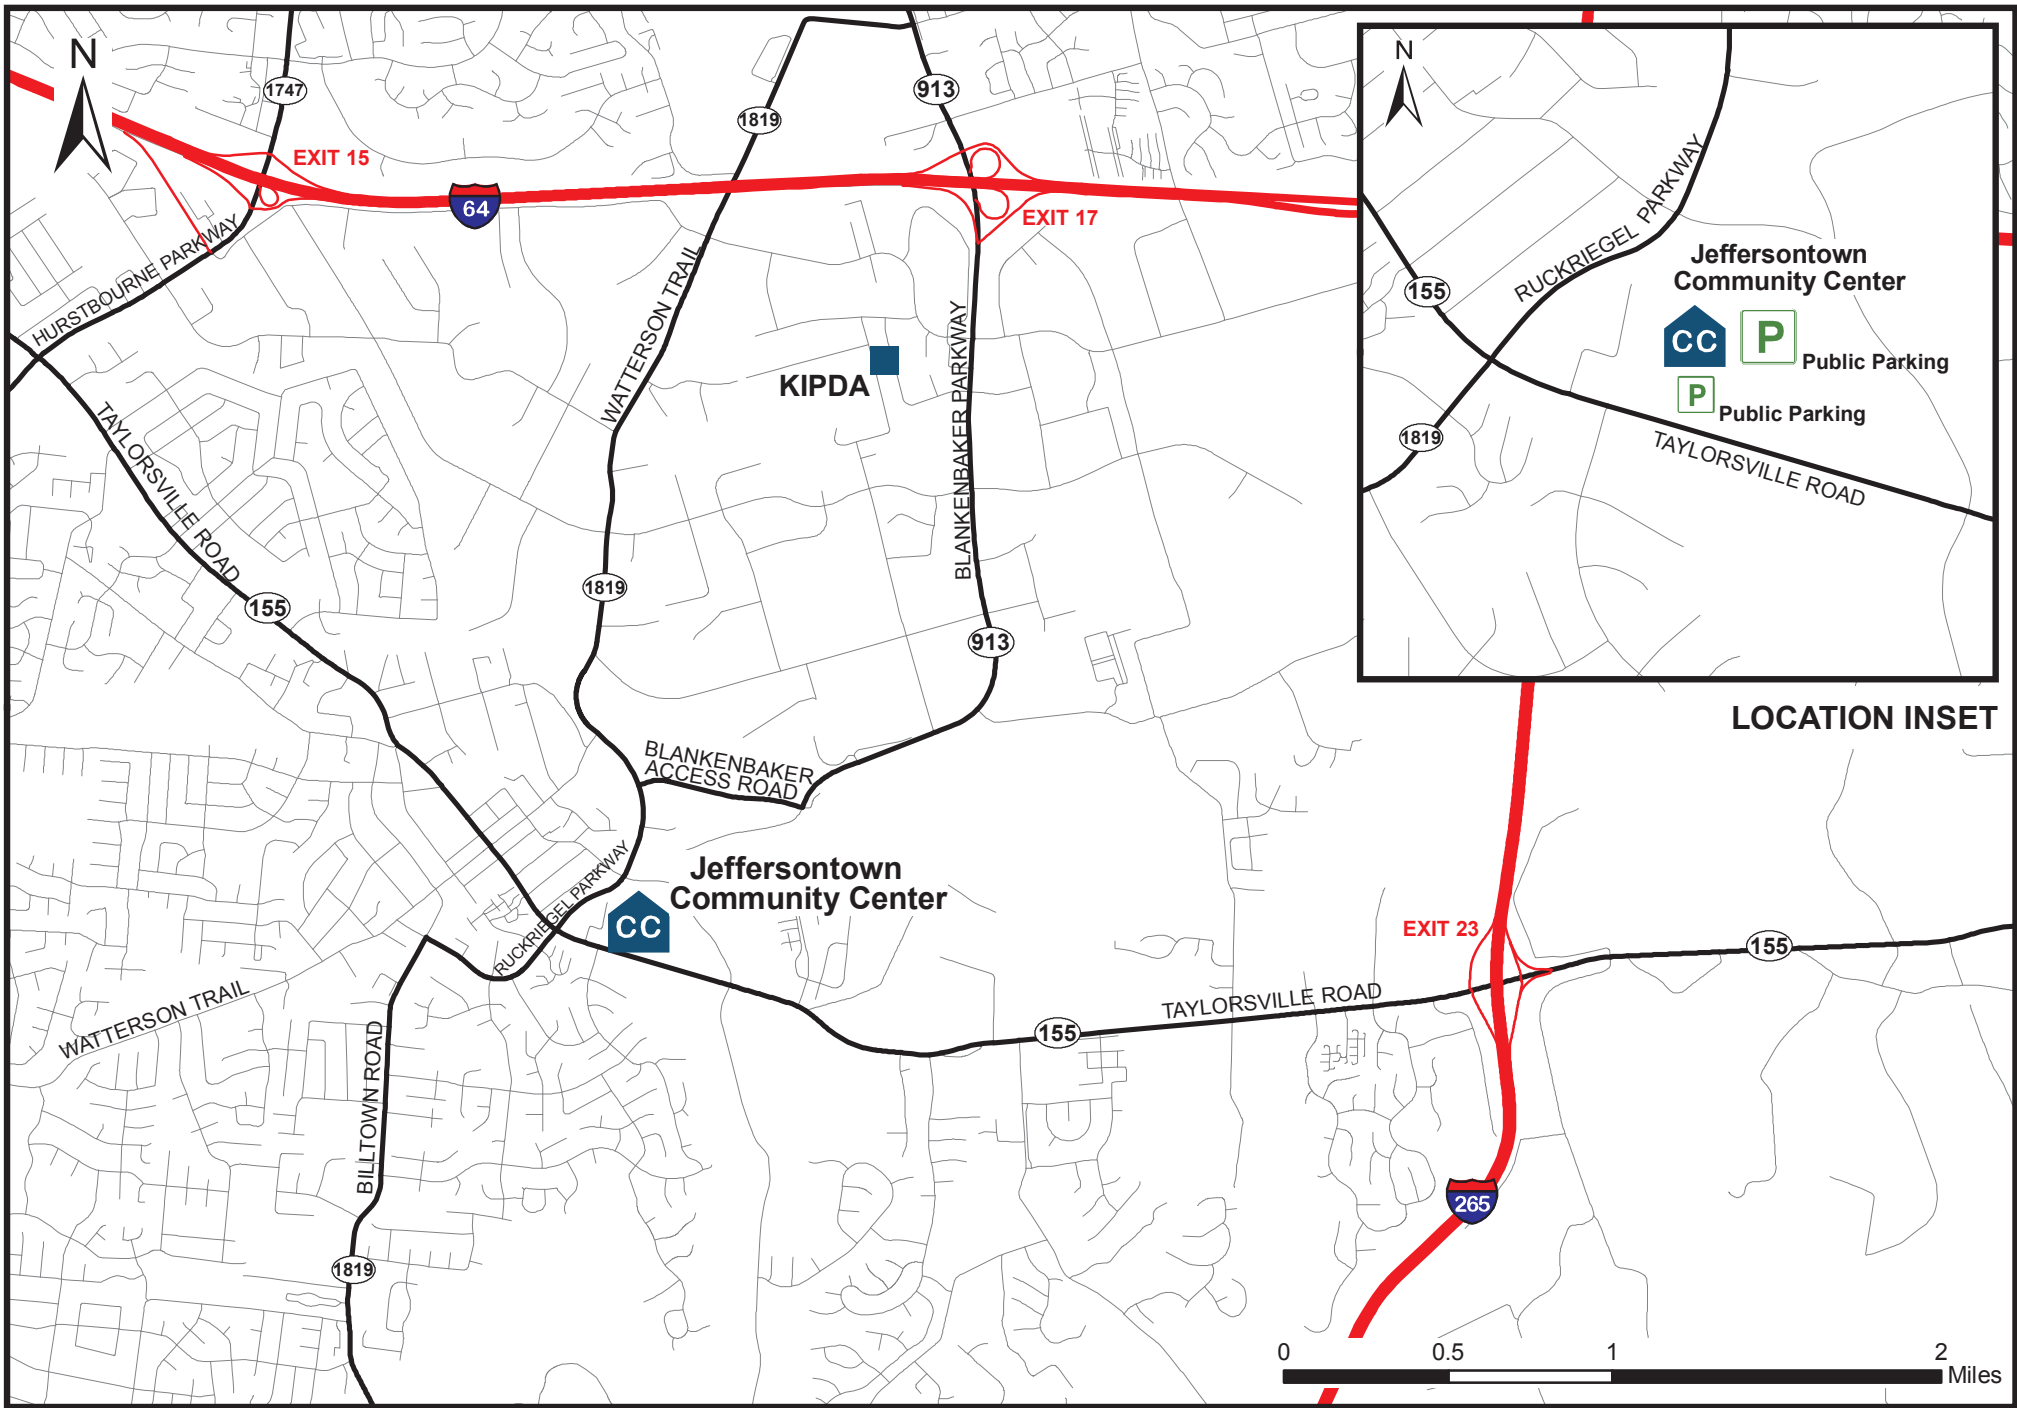 N
1747
1819
913
EXIT 15
64
EXIT 17
HURSTBOURNE PARKWAY
WATTERSON TRAIL
BLANKENBAKER PARKWAY
KIPDA
TAYLORSVILLE ROAD
155
1819
913
BLANKENBAKER
ACCESS ROAD
RUCKRIEGEL PARKWAY
Jeffersontown
Community Center
CC
WATTERSON TRAIL
BILLTOWN ROAD
1819
155
TAYLORSVILLE ROAD
EXIT 23
155
265
0 0.5 1 2
Miles
N
RUCKRIEGEL PARKWAY
155
Jeffersontown
Community Center
CC
P
Public Parking
P
Public Parking
1819
TAYLORSVILLE ROAD
LOCATION INSET